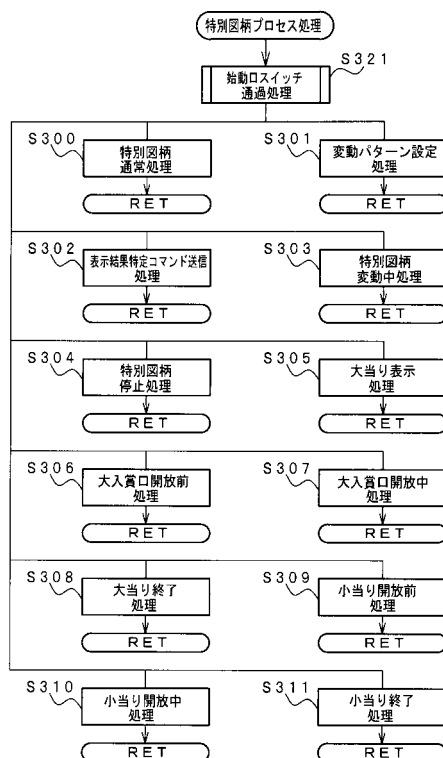 特別図柄プロセス処理
S321
始動口スイッチ
通過処理
S300
特別図柄
通常処理
RET
S301
変動パターン設定
処理
RET
S302
表示結果特定コマンド送信
処理
RET
S303
特別図柄
変動中処理
RET
S304
特別図柄
停止処理
RET
S305
大当り表示
処理
RET
S306
大入賞口開放前
処理
RET
S307
大入賞口開放中
処理
RET
S308
大当り終了
処理
RET
S309
小当り開放前
処理
RET
S310
小当り開放中
処理
RET
S311
小当り終了
処理
RET